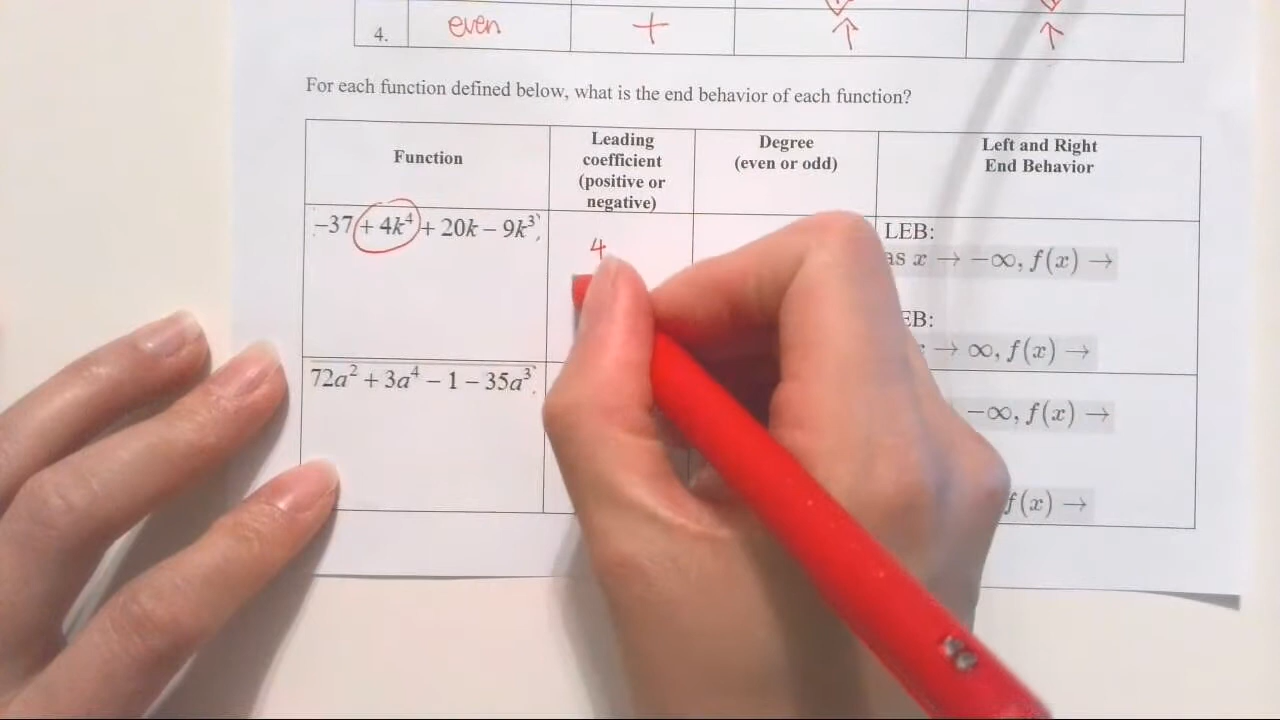 4. even + ↑ ↑
For each function defined below, what is the end behavior of each function?
Function
Leading
coefficient
(positive or
negative)
Degree
(even or odd)
Left and Right
End Behavior
-37 + 4k⁴ + 20k - 9k³,
4
LEB:
as x → -∞, f(x) →
EB:
→ ∞, f(x) →
72a² + 3a⁴ - 1 - 35a³.
-∞, f(x) →
f(x) →